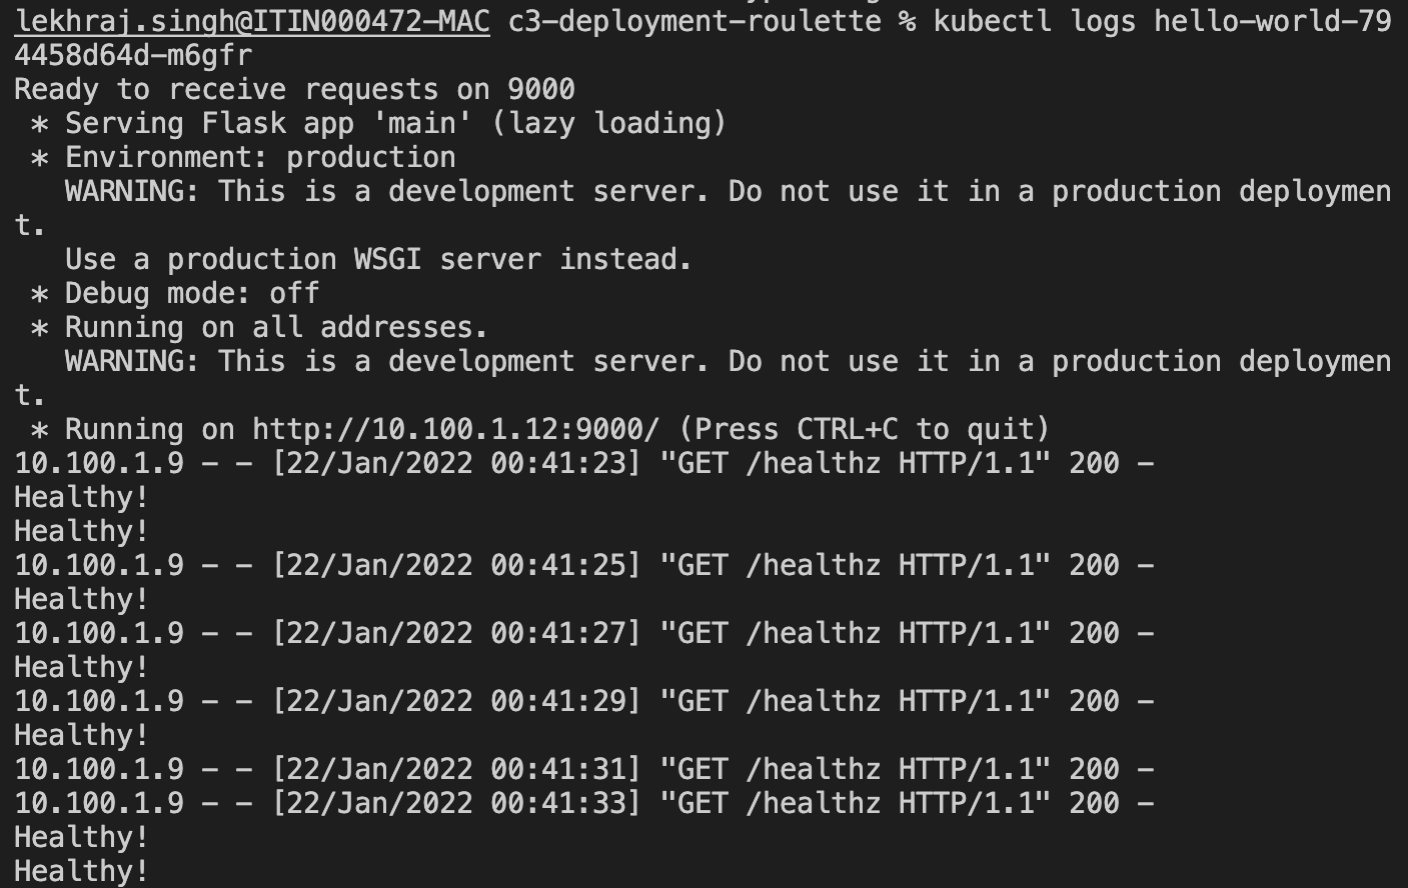 lekhraj.singh@ITIN000472-MAC c3-deployment-roulette % kubectl logs hello-world-79
4458d64d-m6gfr
Ready to receive requests on 9000
 * Serving Flask app 'main' (lazy loading)
 * Environment: production
   WARNING: This is a development server. Do not use it in a production deploymen
t.
   Use a production WSGI server instead.
 * Debug mode: off
 * Running on all addresses.
   WARNING: This is a development server. Do not use it in a production deploymen
t.
 * Running on http://10.100.1.12:9000/ (Press CTRL+C to quit)
10.100.1.9 - - [22/Jan/2022 00:41:23] "GET /healthz HTTP/1.1" 200 -
Healthy!
Healthy!
10.100.1.9 - - [22/Jan/2022 00:41:25] "GET /healthz HTTP/1.1" 200 -
Healthy!
10.100.1.9 - - [22/Jan/2022 00:41:27] "GET /healthz HTTP/1.1" 200 -
Healthy!
10.100.1.9 - - [22/Jan/2022 00:41:29] "GET /healthz HTTP/1.1" 200 -
Healthy!
10.100.1.9 - - [22/Jan/2022 00:41:31] "GET /healthz HTTP/1.1" 200 -
10.100.1.9 - - [22/Jan/2022 00:41:33] "GET /healthz HTTP/1.1" 200 -
Healthy!
Healthy!